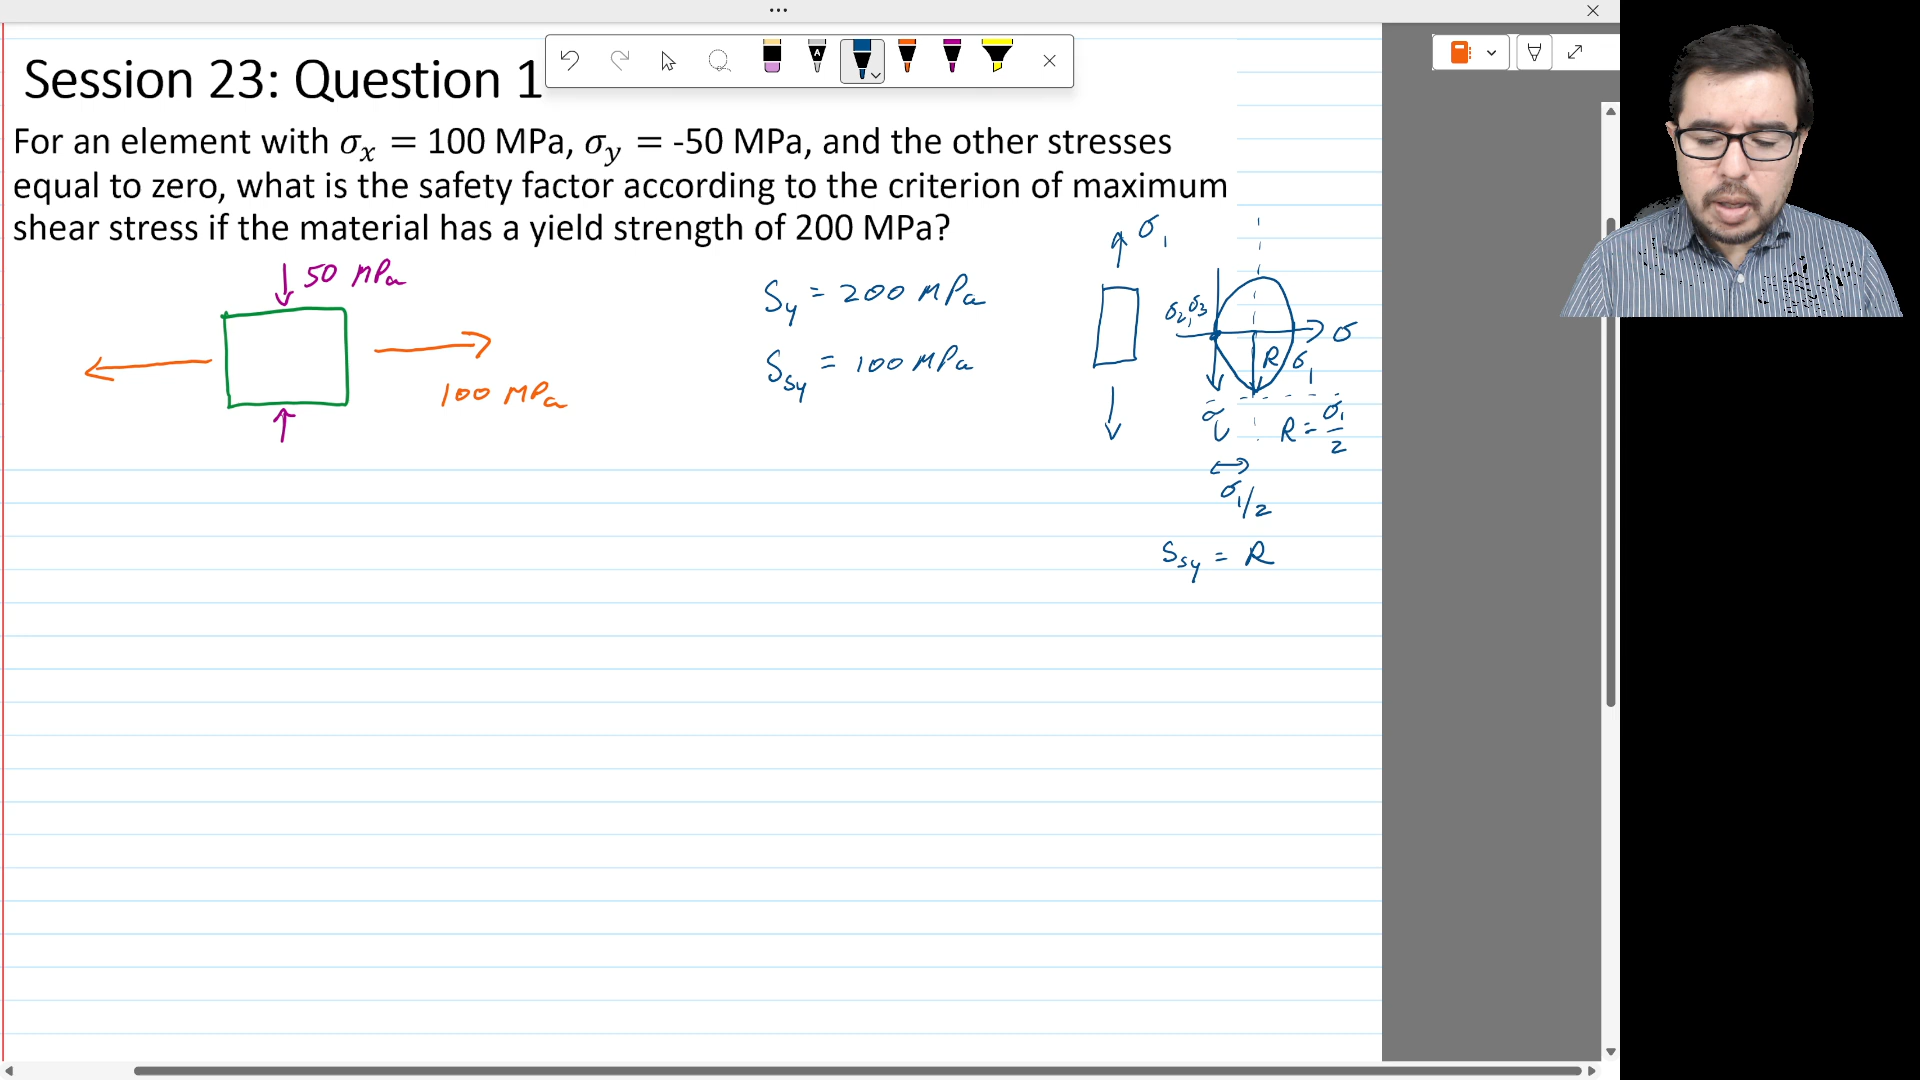 Session 23: Question 1
For an element with σx = 100 MPa, σy = -50 MPa, and the other stresses
equal to zero, what is the safety factor according to the criterion of maximum
shear stress if the material has a yield strength of 200 MPa?
50 MPa
100 MPa
Sy = 200 MPa
Ssy = 100 MPa
σ1
σ2,σ3
σ
R
σ1
τ
R = σ1/2
σ1/2
Ssy = R